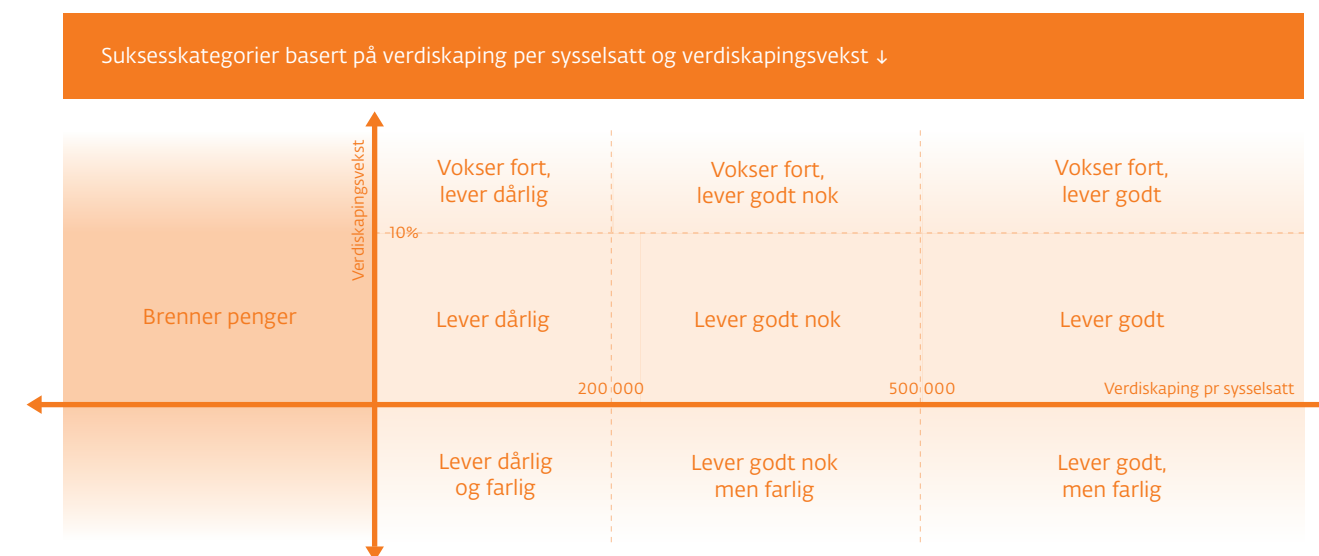 Suksesskategorier basert på verdiskaping per sysselsatt og verdiskapingsvekst ↓
Verdiskapingsvekst
Vokser fort,
lever dårlig
Vokser fort,
lever godt nok
Vokser fort,
lever godt
10%
Brenner penger
Lever dårlig
Lever godt nok
Lever godt
200 000
500 000
Verdiskaping pr sysselsatt
Lever dårlig
og farlig
Lever godt nok
men farlig
Lever godt,
men farlig